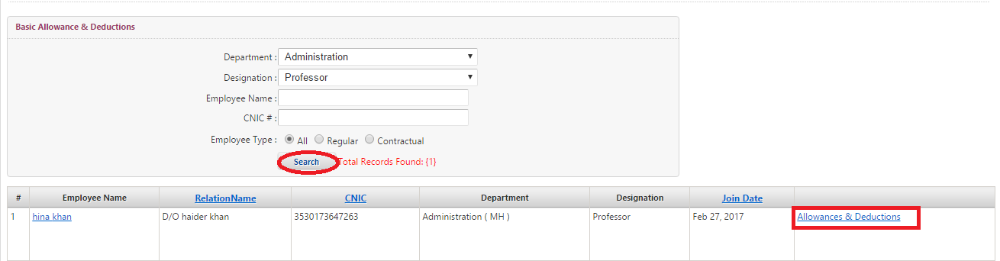 Basic Allowance & Deductions
Department : Administration
Designation : Professor
Employee Name :
CNIC # :
Employee Type : All Regular Contractual
Search Total Records Found: {1}
# Employee Name RelationName CNIC Department Designation Join Date
1 hina khan D/O haider khan 3530173647263 Administration ( MH ) Professor Feb 27, 2017 Allowances & Deductions